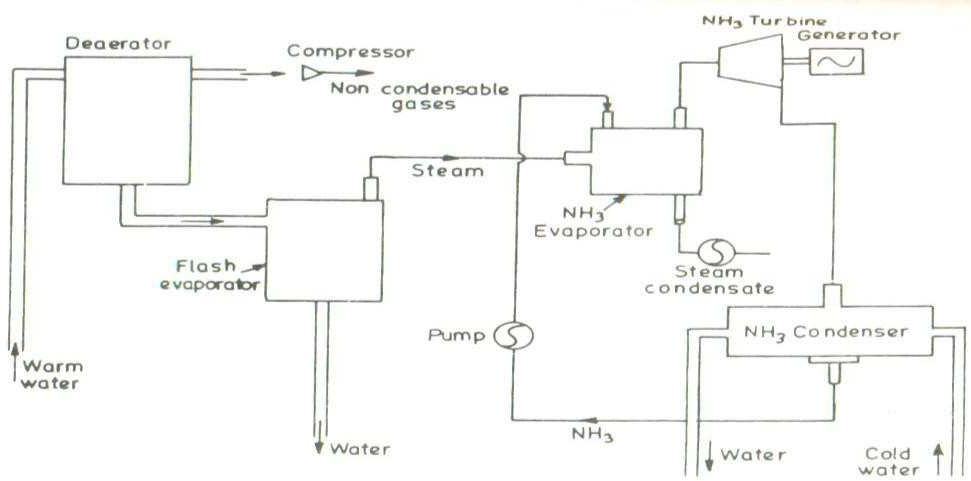 NH3 Turbine
Generator
Deaerator
Compressor
Non condensable
gases
Steam
NH3
Evaporator
Flash
evaporator
Steam
condensate
Pump
NH3 Condenser
Warm
water
NH3
Water
Water
Cold
water